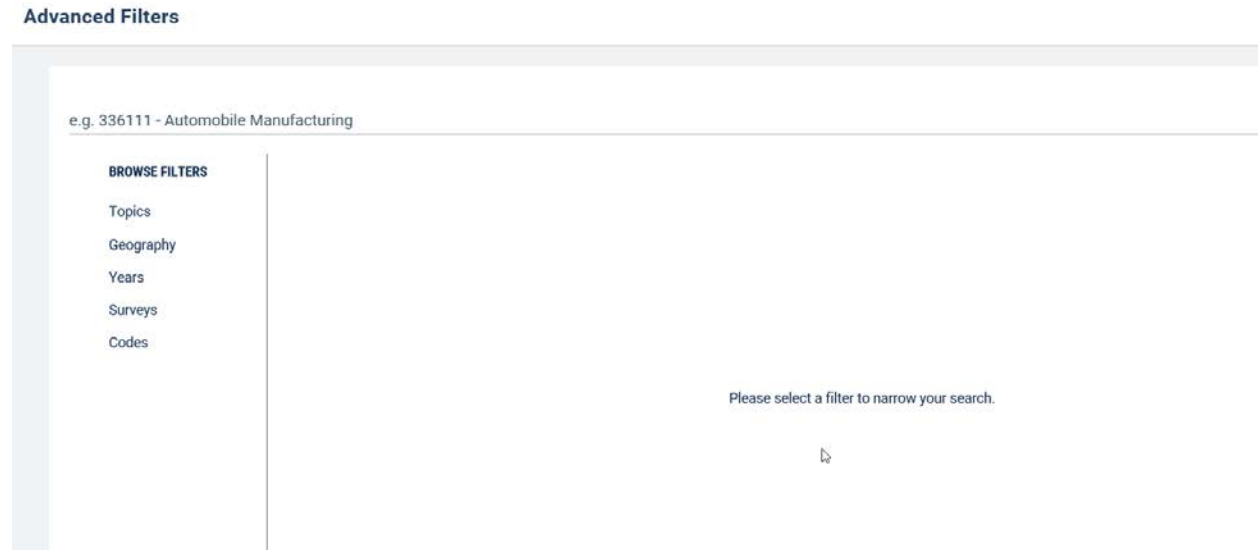 Advanced Filters
e.g. 336111 - Automobile Manufacturing
BROWSE FILTERS
Topics
Geography
Years
Surveys
Codes
Please select a filter to narrow your search.